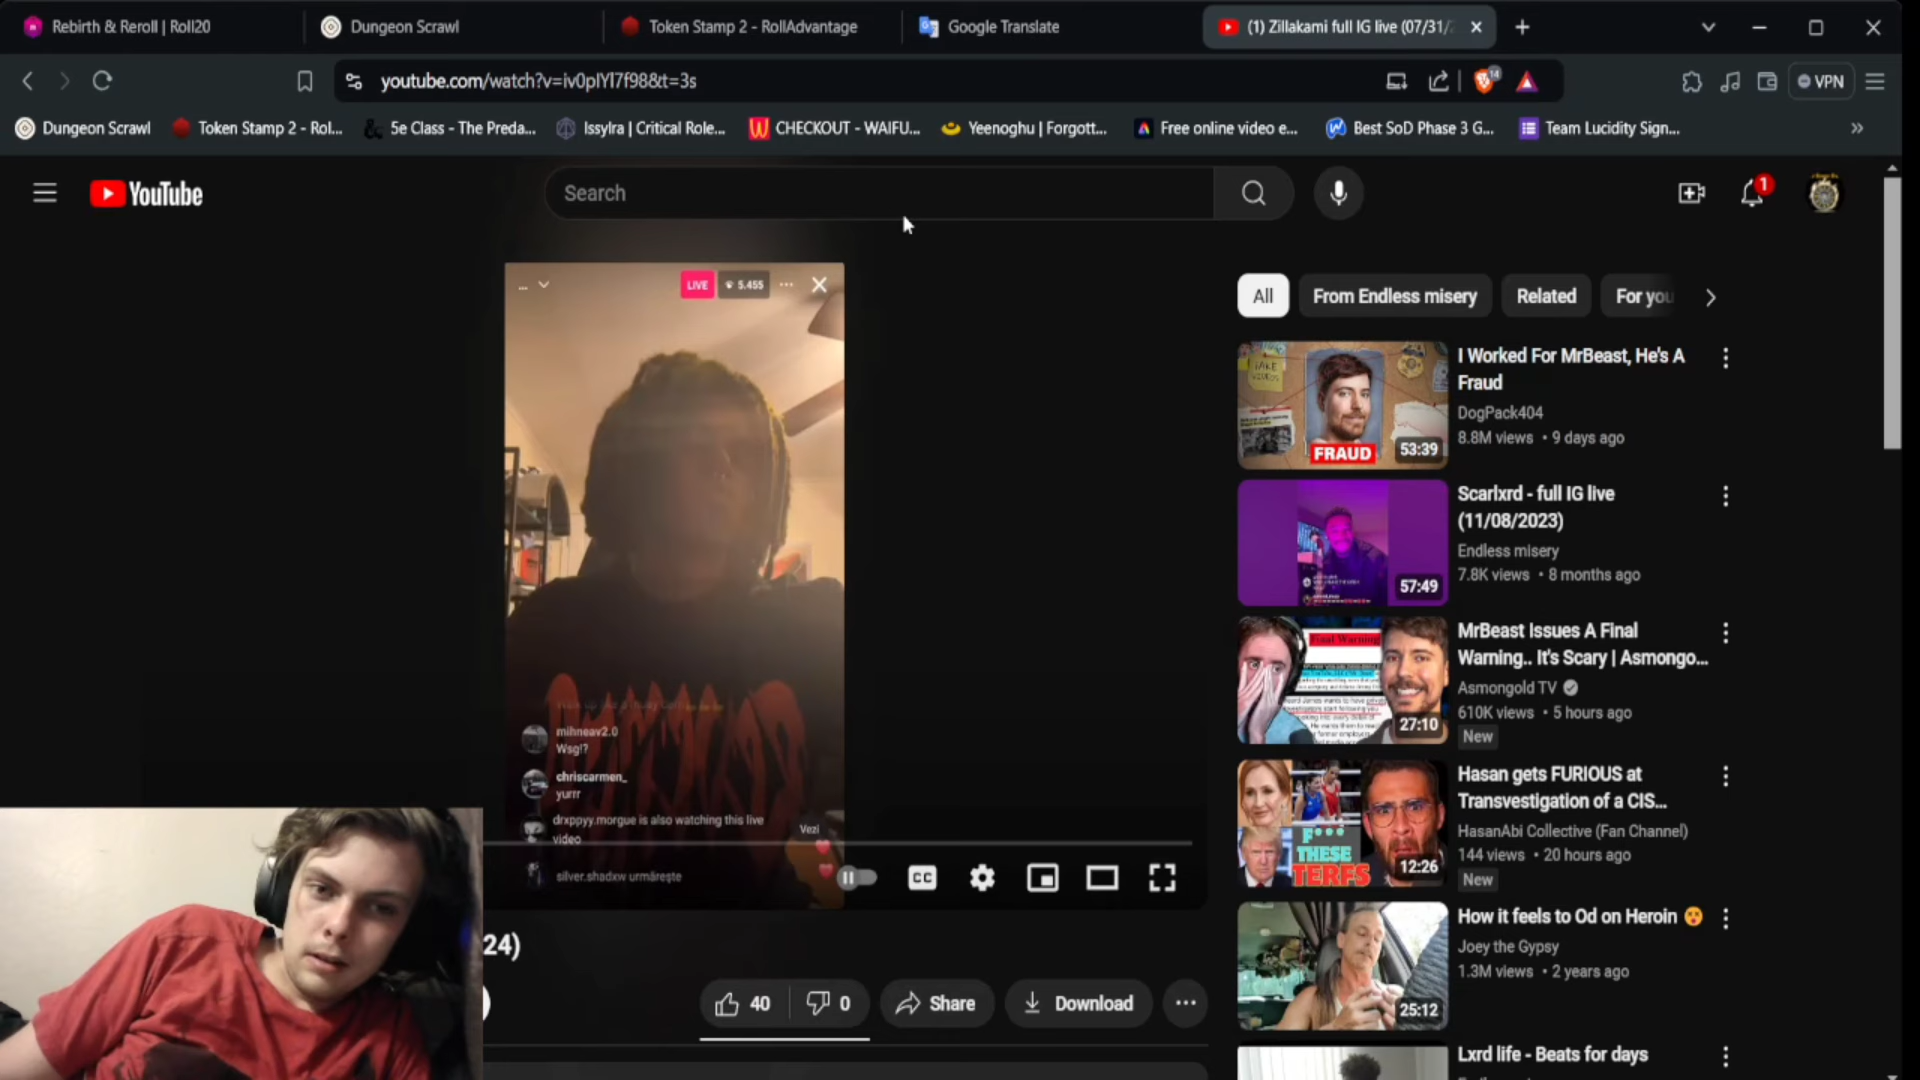 Rebirth & Reroll | Roll20
Dungeon Scrawl
Token Stamp 2 - RollAdvantage
Google Translate
(1) Zillakami full IG live (07/31/
youtube.com/watch?v=iv0pIYl7f98&t=3s
14
VPN
Dungeon Scrawl
Token Stamp 2 - Rol...
5e Class - The Preda...
Issylra | Critical Role...
CHECKOUT - WAIFU...
Yeenoghu | Forgott...
Free online video e...
Best SoD Phase 3 G...
Team Lucidity Sign...
YouTube
Search
1
LIVE
5.455
mihneav2.0
Wsg!?
chriscarmen_
yurrr
drxppyy.morgue is also watching this live
video
Vezi
silver.shadxw urmărește
CC
24)
40
0
Share
Download
All
From Endless misery
Related
For you
FRAUD
53:39
I Worked For MrBeast, He's A
Fraud
DogPack404
8.8M views • 9 days ago
57:49
Scarlxrd - full IG live
(11/08/2023)
Endless misery
7.8K views • 8 months ago
Final Warning
27:10
MrBeast Issues A Final
Warning.. It's Scary | Asmongo...
Asmongold TV
610K views • 5 hours ago
New
F***
THESE
TERFS
12:26
Hasan gets FURIOUS at
Transvestigation of a CIS...
HasanAbi Collective (Fan Channel)
144 views • 20 hours ago
New
25:12
How it feels to Od on Heroin
Joey the Gypsy
1.3M views • 2 years ago
Lxrd life - Beats for days